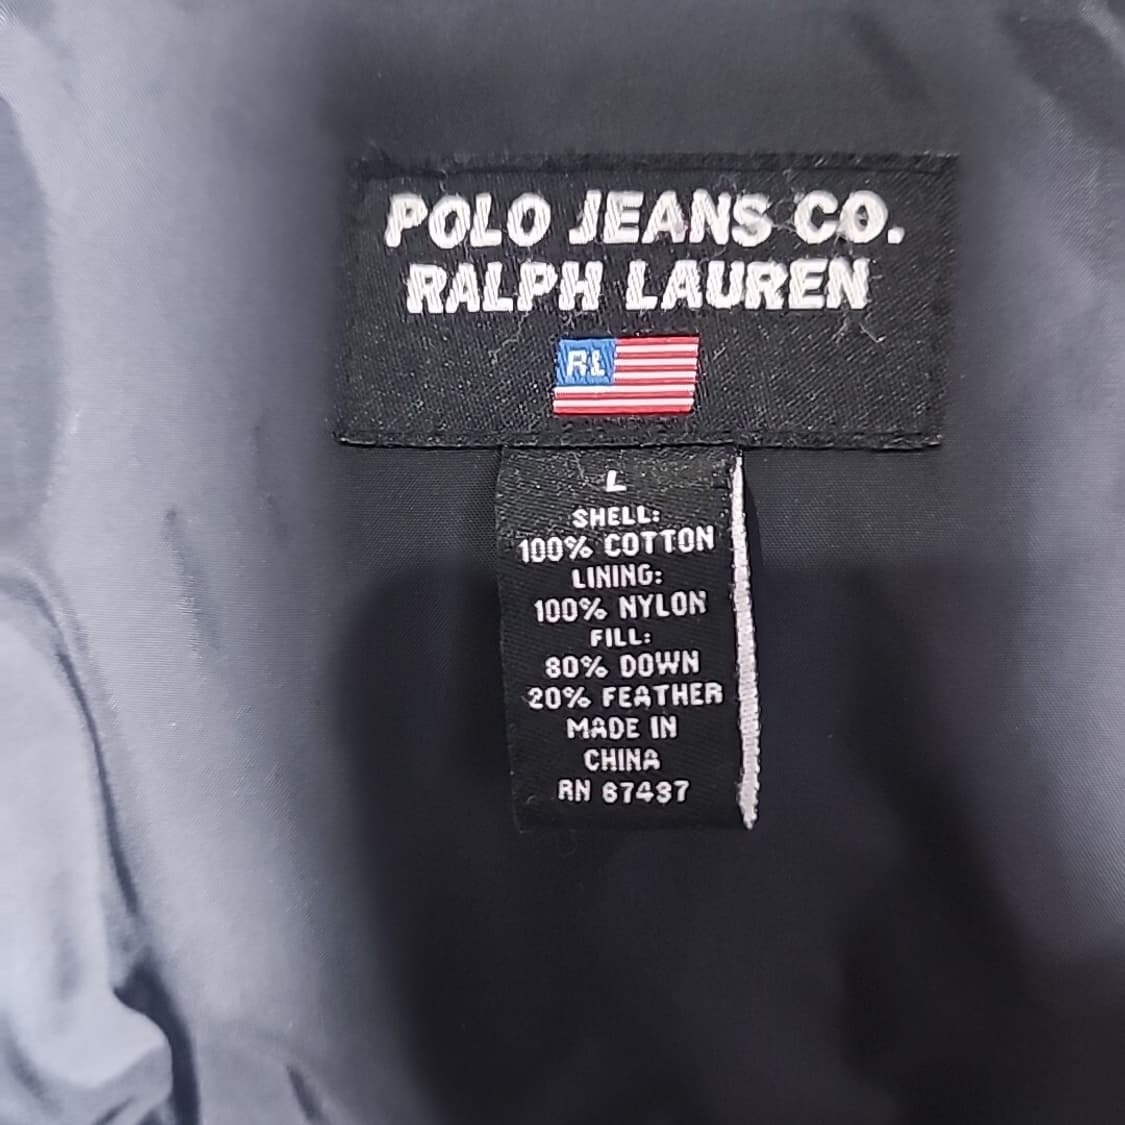 POLO JEANS CO.
RALPH LAUREN
RL
L
SHELL:
100% COTTON
LINING:
100% NYLON
FILL:
80% DOWN
20% FEATHER
MADE IN
CHINA
RN 67437